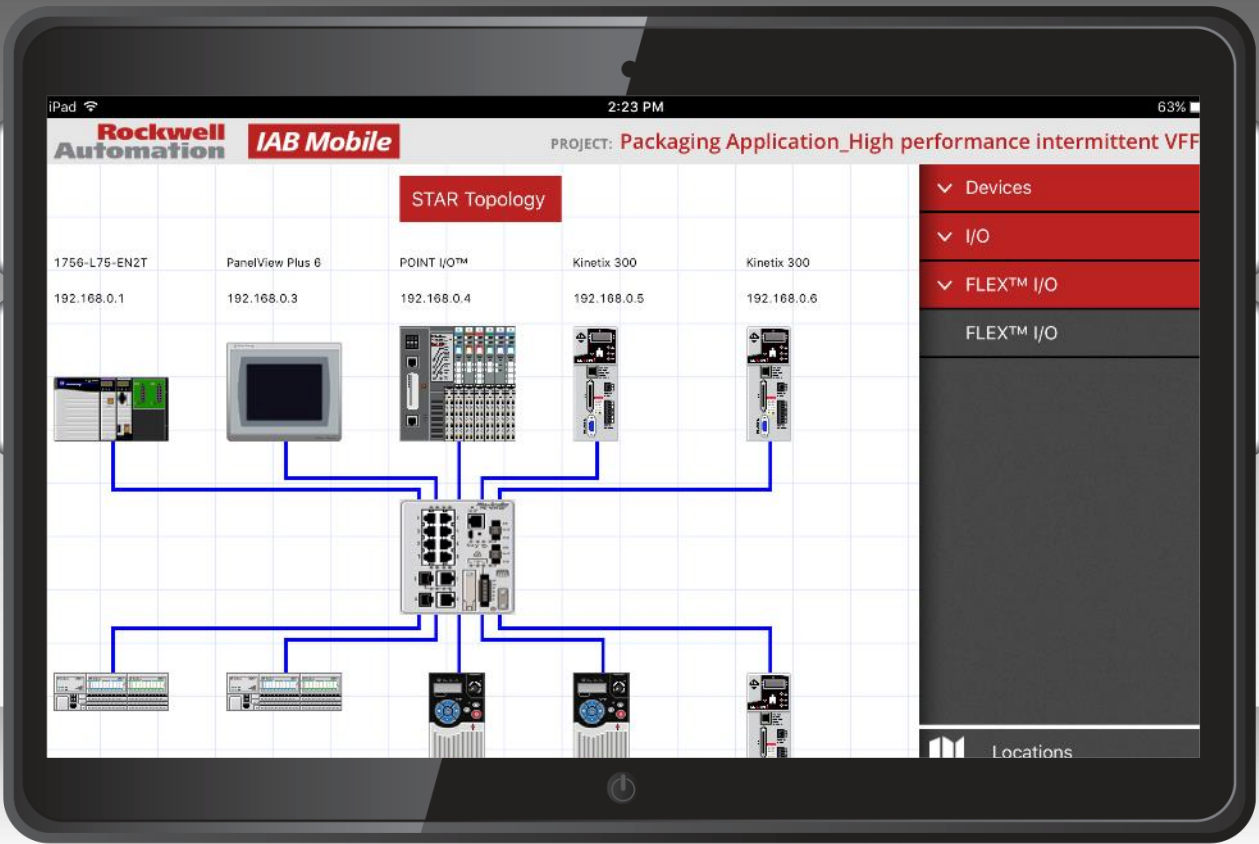 iPad
2:23 PM
63%
Rockwell
Automation
IAB Mobile
PROJECT: Packaging Application_High performance intermittent VFF
STAR Topology
Devices
I/O
FLEX™ I/O
FLEX™ I/O
1756-L75-EN2T
PanelView Plus 6
POINT I/O™
Kinetix 300
Kinetix 300
192.168.0.1
192.168.0.3
192.168.0.4
192.168.0.5
192.168.0.6
Locations